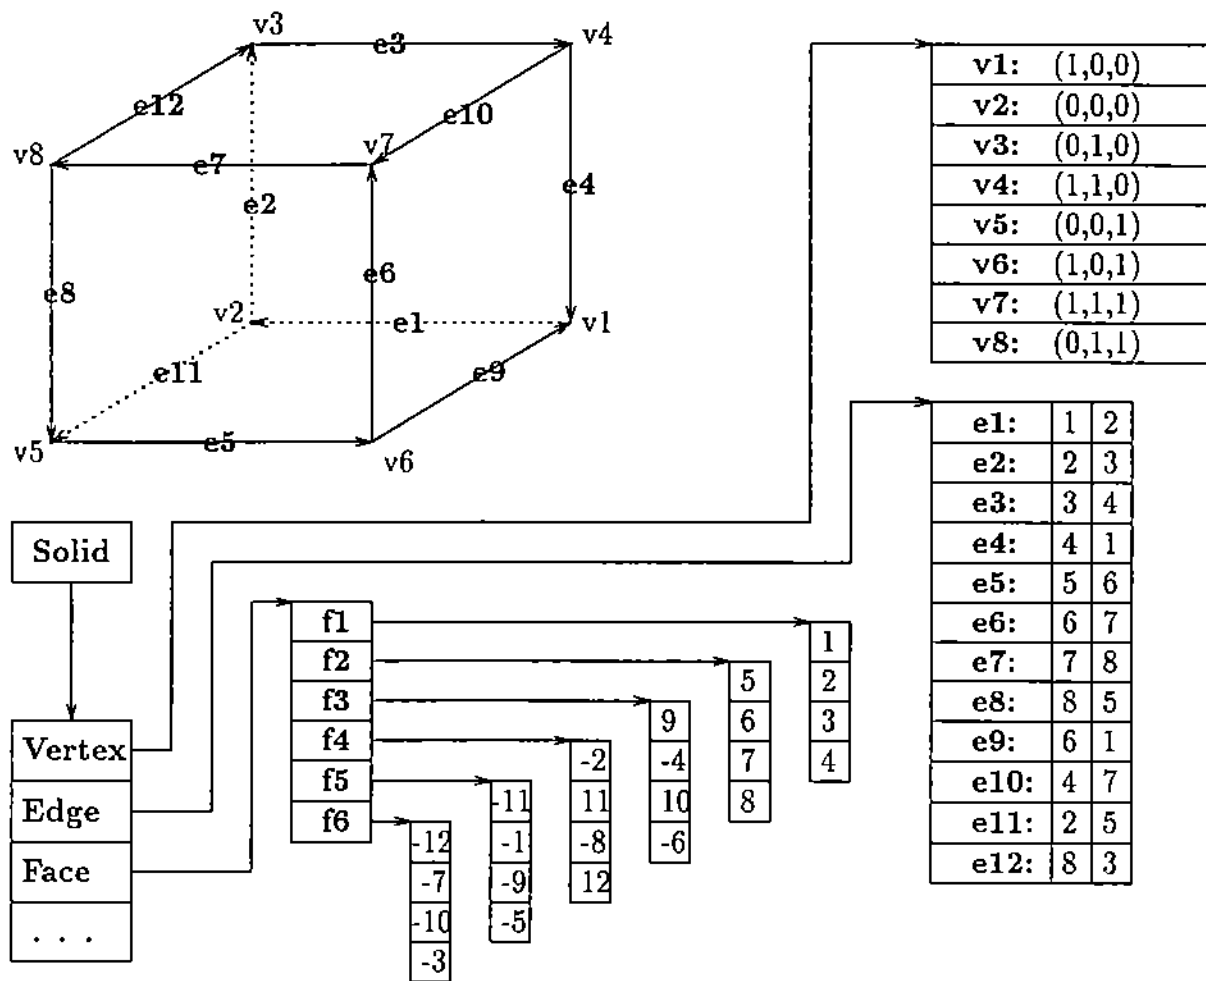 v3
e3
v4
e12
e10
v8
e7
v7
e2
e4
e8
e6
v2
e1
v1
e11
e9
v5
e5
v6
v1: (1,0,0)
v2: (0,0,0)
v3: (0,1,0)
v4: (1,1,0)
v5: (0,0,1)
v6: (1,0,1)
v7: (1,1,1)
v8: (0,1,1)
e1: 1 2
e2: 2 3
e3: 3 4
e4: 4 1
e5: 5 6
e6: 6 7
e7: 7 8
e8: 8 5
e9: 6 1
e10: 4 7
e11: 2 5
e12: 8 3
Solid
Vertex
Edge
Face
. . .
f1
f2
f3
f4
f5
f6
1
2
3
4
5
6
7
8
9
-4
10
-6
-2
11
-8
12
-11
-1
-9
-5
-12
-7
-10
-3